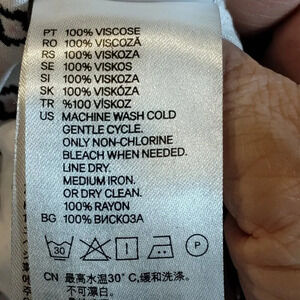 PT 100% VISCOSE
RO 100% VISCOZĂ
RS 100% VISKOZA
SE 100% VISKOS
SI 100% VISKOZA
SK 100% VISKÓZA
TR %100 VİSKOZ
US MACHINE WASH COLD
GENTLE CYCLE.
ONLY NON-CHLORINE
BLEACH WHEN NEEDED.
LINE DRY.
MEDIUM IRON.
OR DRY CLEAN.
100% RAYON
BG 100% ВИСКОЗА
30 P
CN 最高水温30°C,缓和洗涤.
不可漂白.